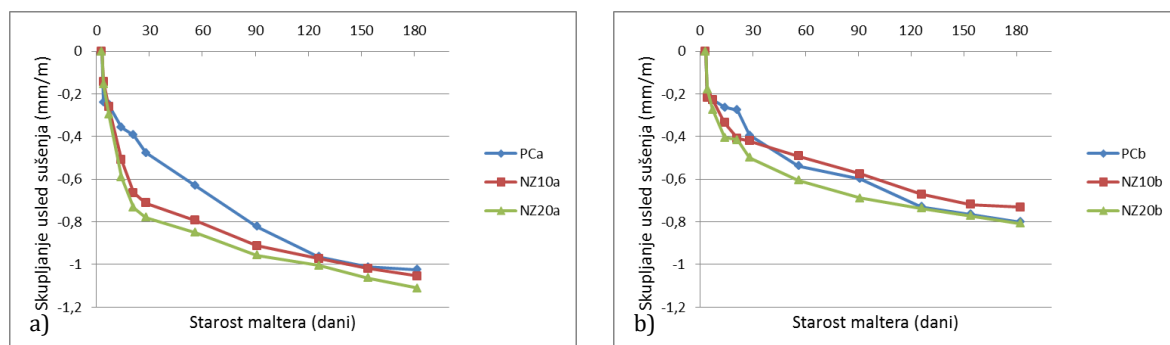 0 30 60 90 120 150 180
0
-0,2
-0,4
-0,6
-0,8
-1
-1,2
Skupljanje usled sušenja (mm/m)
Starost maltera (dani)
PCa
NZ10a
NZ20a
a)
0 30 60 90 120 150 180
0
-0,2
-0,4
-0,6
-0,8
-1
-1,2
Skupljanje usled sušenja (mm/m)
Starost maltera (dani)
PCb
NZ10b
NZ20b
b)